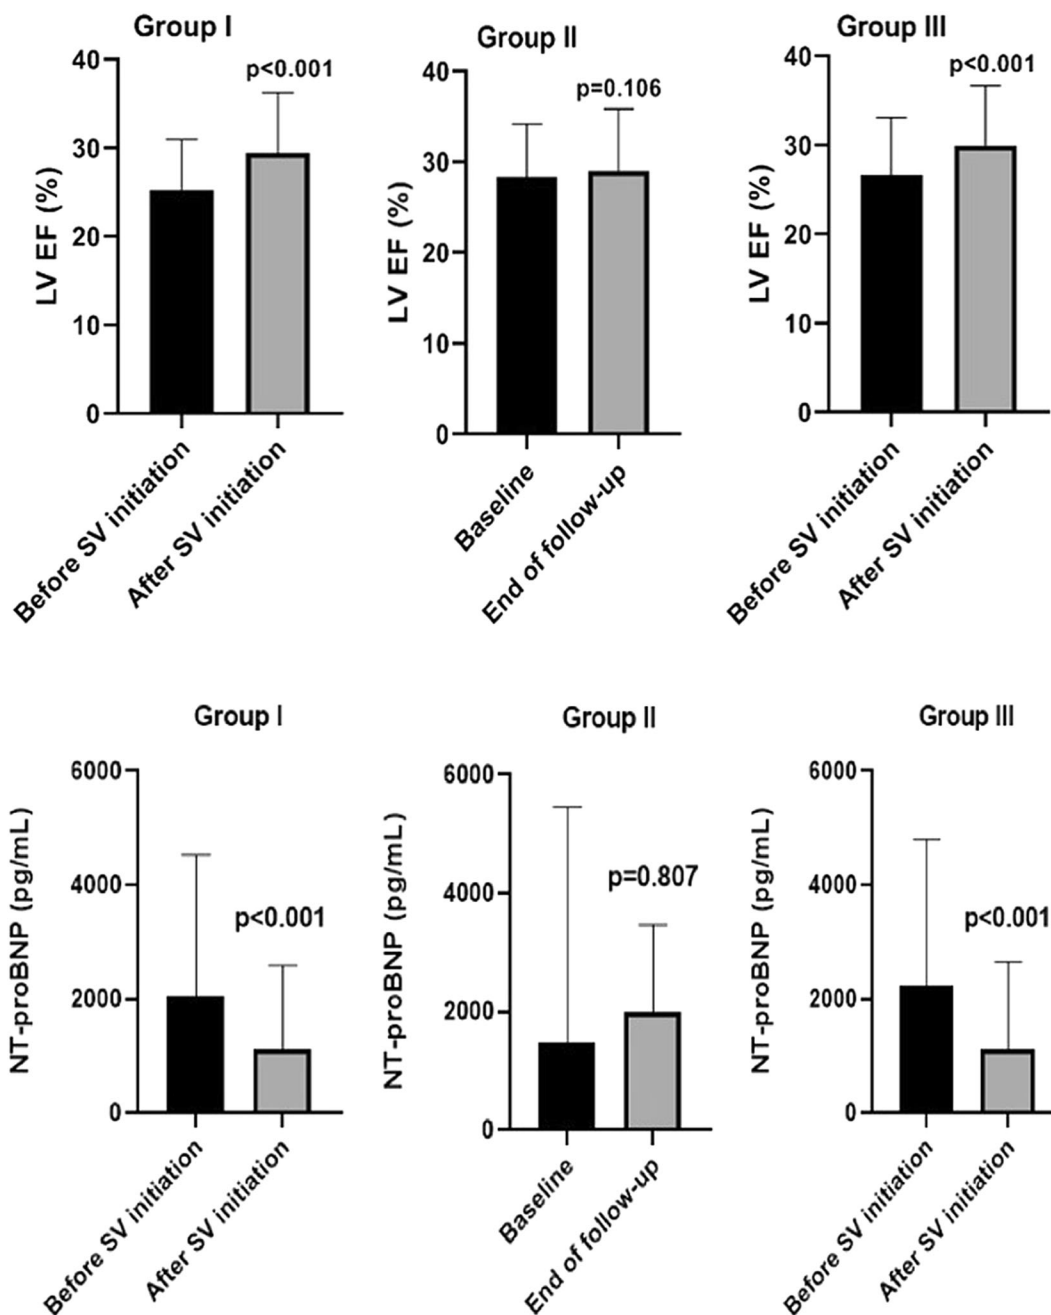 Group I
p<0.001
40
30
20
10
0
LV EF (%)
Before SV initiation
After SV initiation
Group II
p=0.106
40
30
20
10
0
LV EF (%)
Baseline
End of follow-up
Group III
p<0.001
40
30
20
10
0
LV EF (%)
Before SV initiation
After SV initiation
Group I
6000
4000
2000
0
p<0.001
NT-proBNP (pg/mL)
Before SV initiation
After SV initiation
Group II
6000
4000
2000
0
p=0.807
NT-proBNP (pg/mL)
Baseline
End of follow-up
Group III
6000
4000
2000
0
p<0.001
NT-proBNP (pg/mL)
Before SV initiation
After SV initiation